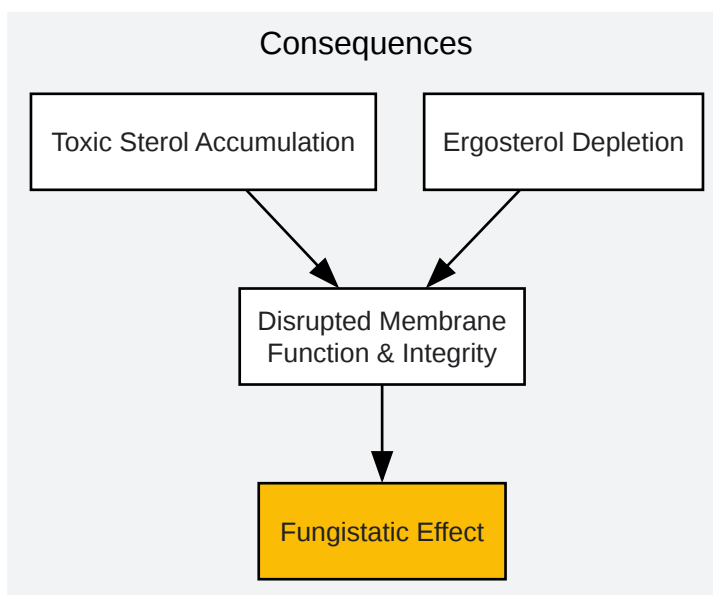 Consequences
Toxic Sterol Accumulation
Ergosterol Depletion
Disrupted Membrane
Function & Integrity
Fungistatic Effect